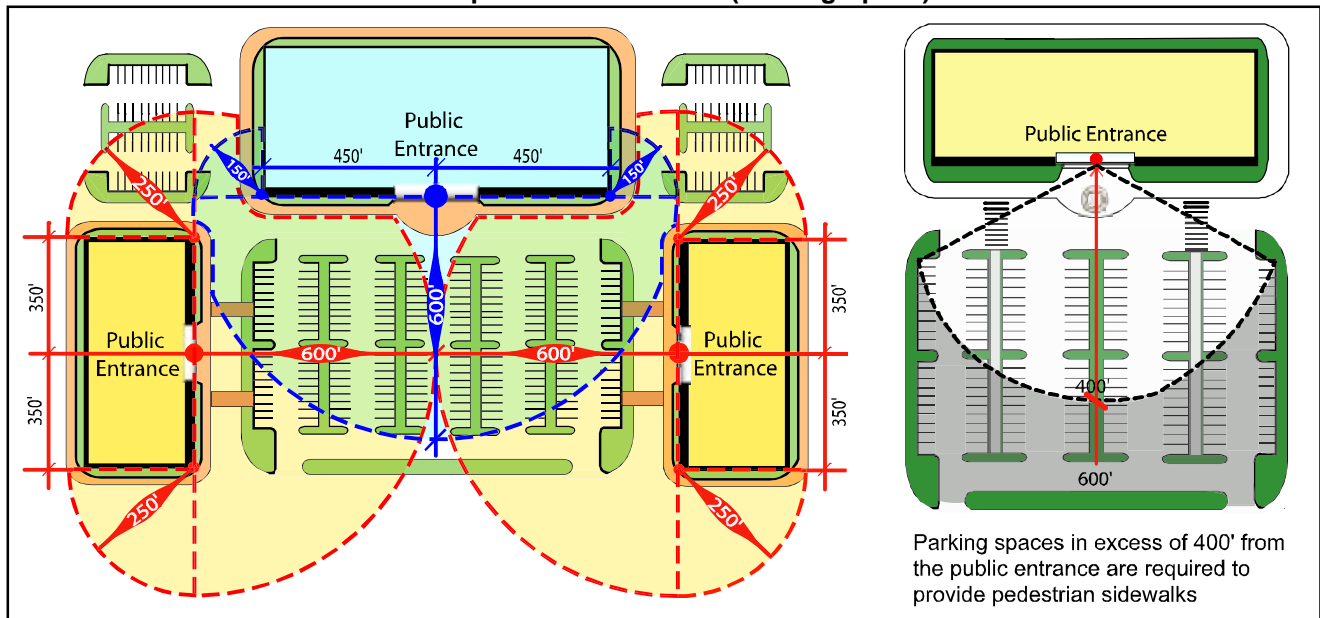 Public
Entrance
450'
450'
150'
150'
600'
250'
250'
350'
350'
Public
Entrance
600'
600'
Public
Entrance
350'
350'
250'
250'
Public Entrance
400'
600'
Parking spaces in excess of 400' from
the public entrance are required to
provide pedestrian sidewalks